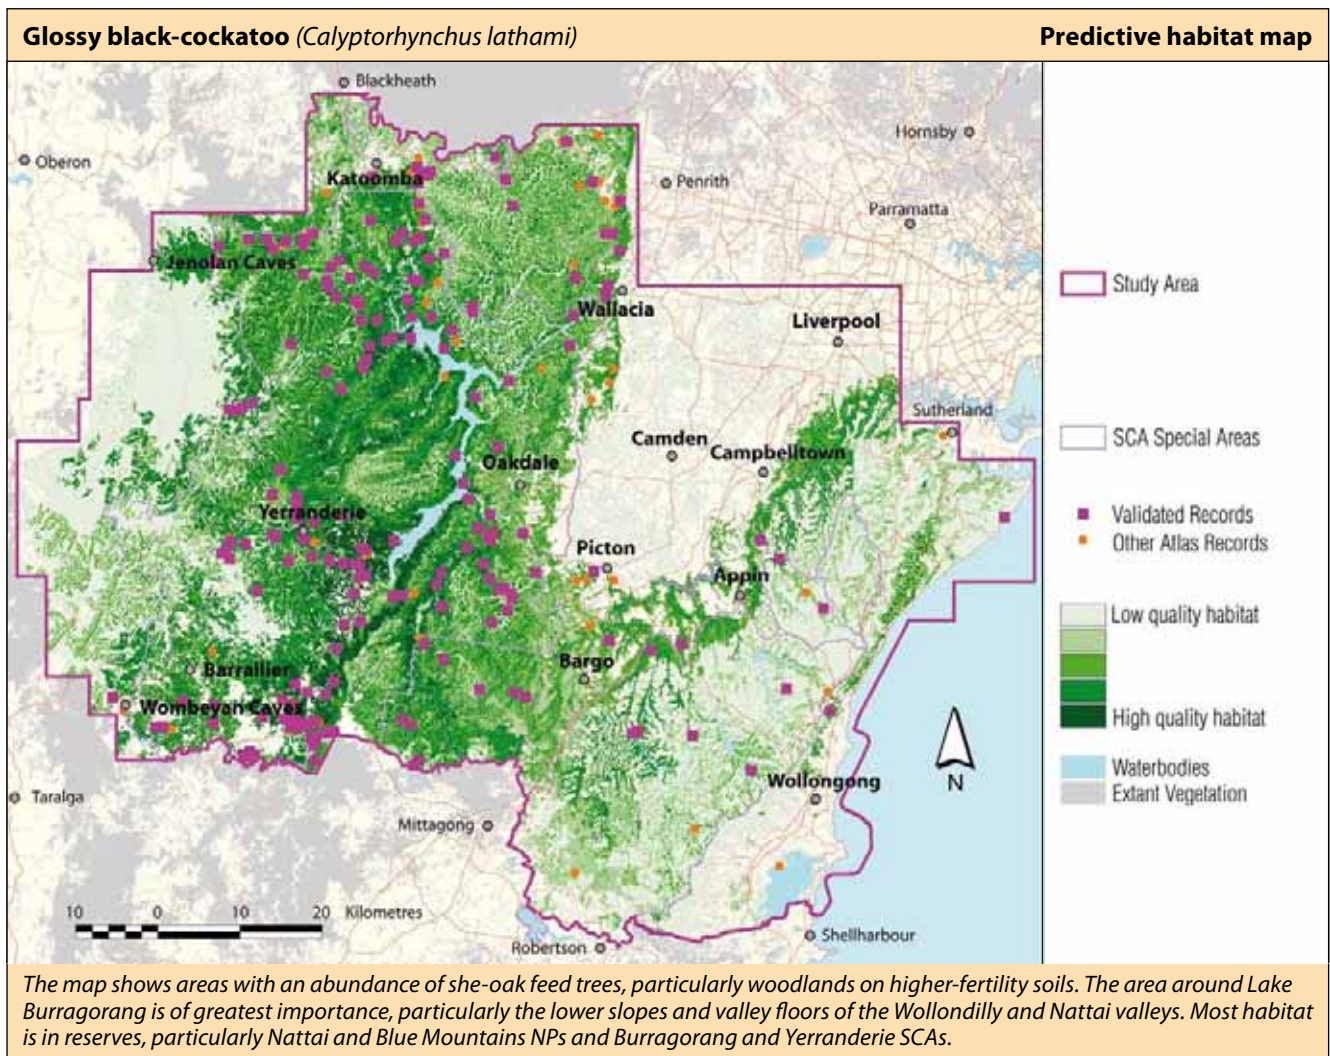 Glossy black-cockatoo (Calyptorhynchus lathami) Predictive habitat map
Blackheath
Hornsby
Oberon
Katoomba
Penrith
Parramatta
Jenolan Caves
Study Area
Wallacia
Liverpool
Sutherland
SCA Special Areas
Camden
Campbelltown
Oakdale
Yerranderie
Validated Records
Other Atlas Records
Picton
Appin
Low quality habitat
Bargo
Barrallier
Wombeyan Caves
High quality habitat
Wollongong
N
Waterbodies
Extant Vegetation
Taralga
Mittagong
10 0 10 20 Kilometres
Robertson
Shellharbour
The map shows areas with an abundance of she-oak feed trees, particularly woodlands on higher-fertility soils. The area around Lake
Burragorang is of greatest importance, particularly the lower slopes and valley floors of the Wollondilly and Nattai valleys. Most habitat
is in reserves, particularly Nattai and Blue Mountains NPs and Burragorang and Yerranderie SCAs.